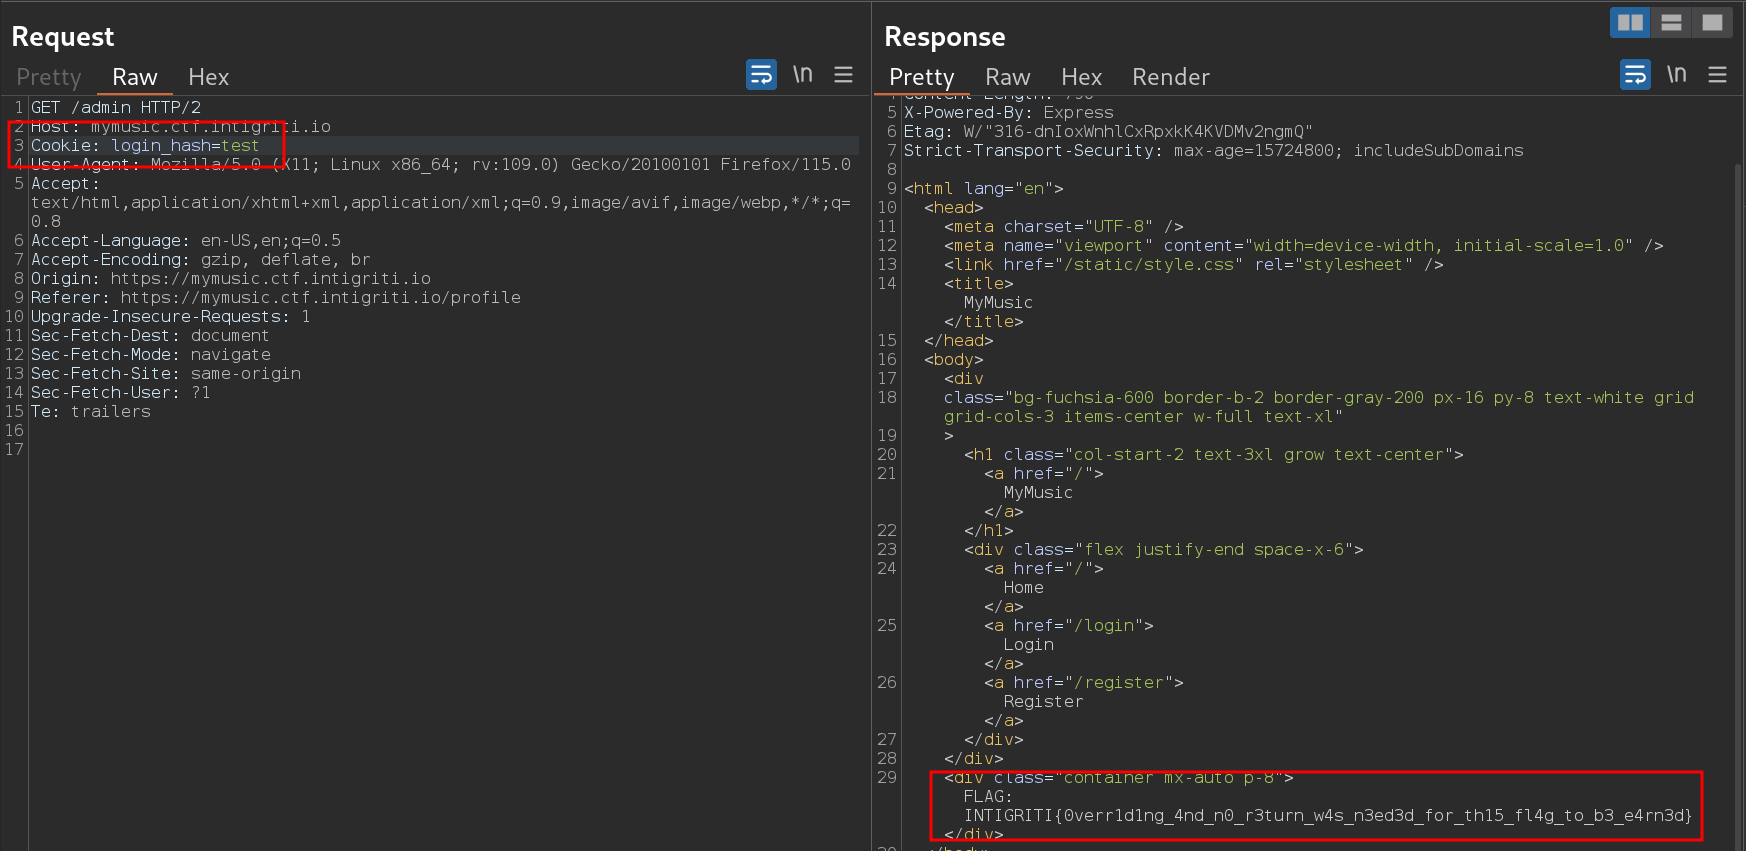 Request
Pretty Raw Hex
\n
1 GET /admin HTTP/2
2 Host: mymusic.ctf.intigriti.io
3 Cookie: login_hash=test
4 User-Agent: Mozilla/5.0 (X11; Linux x86_64; rv:109.0) Gecko/20100101 Firefox/115.0
5 Accept:
text/html,application/xhtml+xml,application/xml;q=0.9,image/avif,image/webp,*/*;q=
0.8
6 Accept-Language: en-US,en;q=0.5
7 Accept-Encoding: gzip, deflate, br
8 Origin: https://mymusic.ctf.intigriti.io
9 Referer: https://mymusic.ctf.intigriti.io/profile
10 Upgrade-Insecure-Requests: 1
11 Sec-Fetch-Dest: document
12 Sec-Fetch-Mode: navigate
13 Sec-Fetch-Site: same-origin
14 Sec-Fetch-User: ?1
15 Te: trailers
16
17
Response
Pretty Raw Hex Render
\n
Content-Length:
5 X-Powered-By: Express
6 Etag: W/"316-dnIoxWnhlCxRpxkK4KVDMv2ngmQ"
7 Strict-Transport-Security: max-age=15724800; includeSubDomains
8
9 <html lang="en">
10 <head>
11 <meta charset="UTF-8" />
12 <meta name="viewport" content="width=device-width, initial-scale=1.0" />
13 <link href="/static/style.css" rel="stylesheet" />
14 <title>
MyMusic
</title>
15 </head>
16 <body>
17 <div
18 class="bg-fuchsia-600 border-b-2 border-gray-200 px-16 py-8 text-white grid
grid-cols-3 items-center w-full text-xl"
19 >
20 <h1 class="col-start-2 text-3xl grow text-center">
21 <a href="/">
MyMusic
</a>
22 </h1>
23 <div class="flex justify-end space-x-6">
24 <a href="/">
Home
</a>
25 <a href="/login">
Login
</a>
26 <a href="/register">
Register
</a>
27 </div>
28 </div>
29 <div class="container mx-auto p-8">
FLAG:
INTIGRITI{0verr1d1ng_4nd_n0_r3turn_w4s_n3ed3d_for_th15_fl4g_to_b3_e4rn3d}
</div>